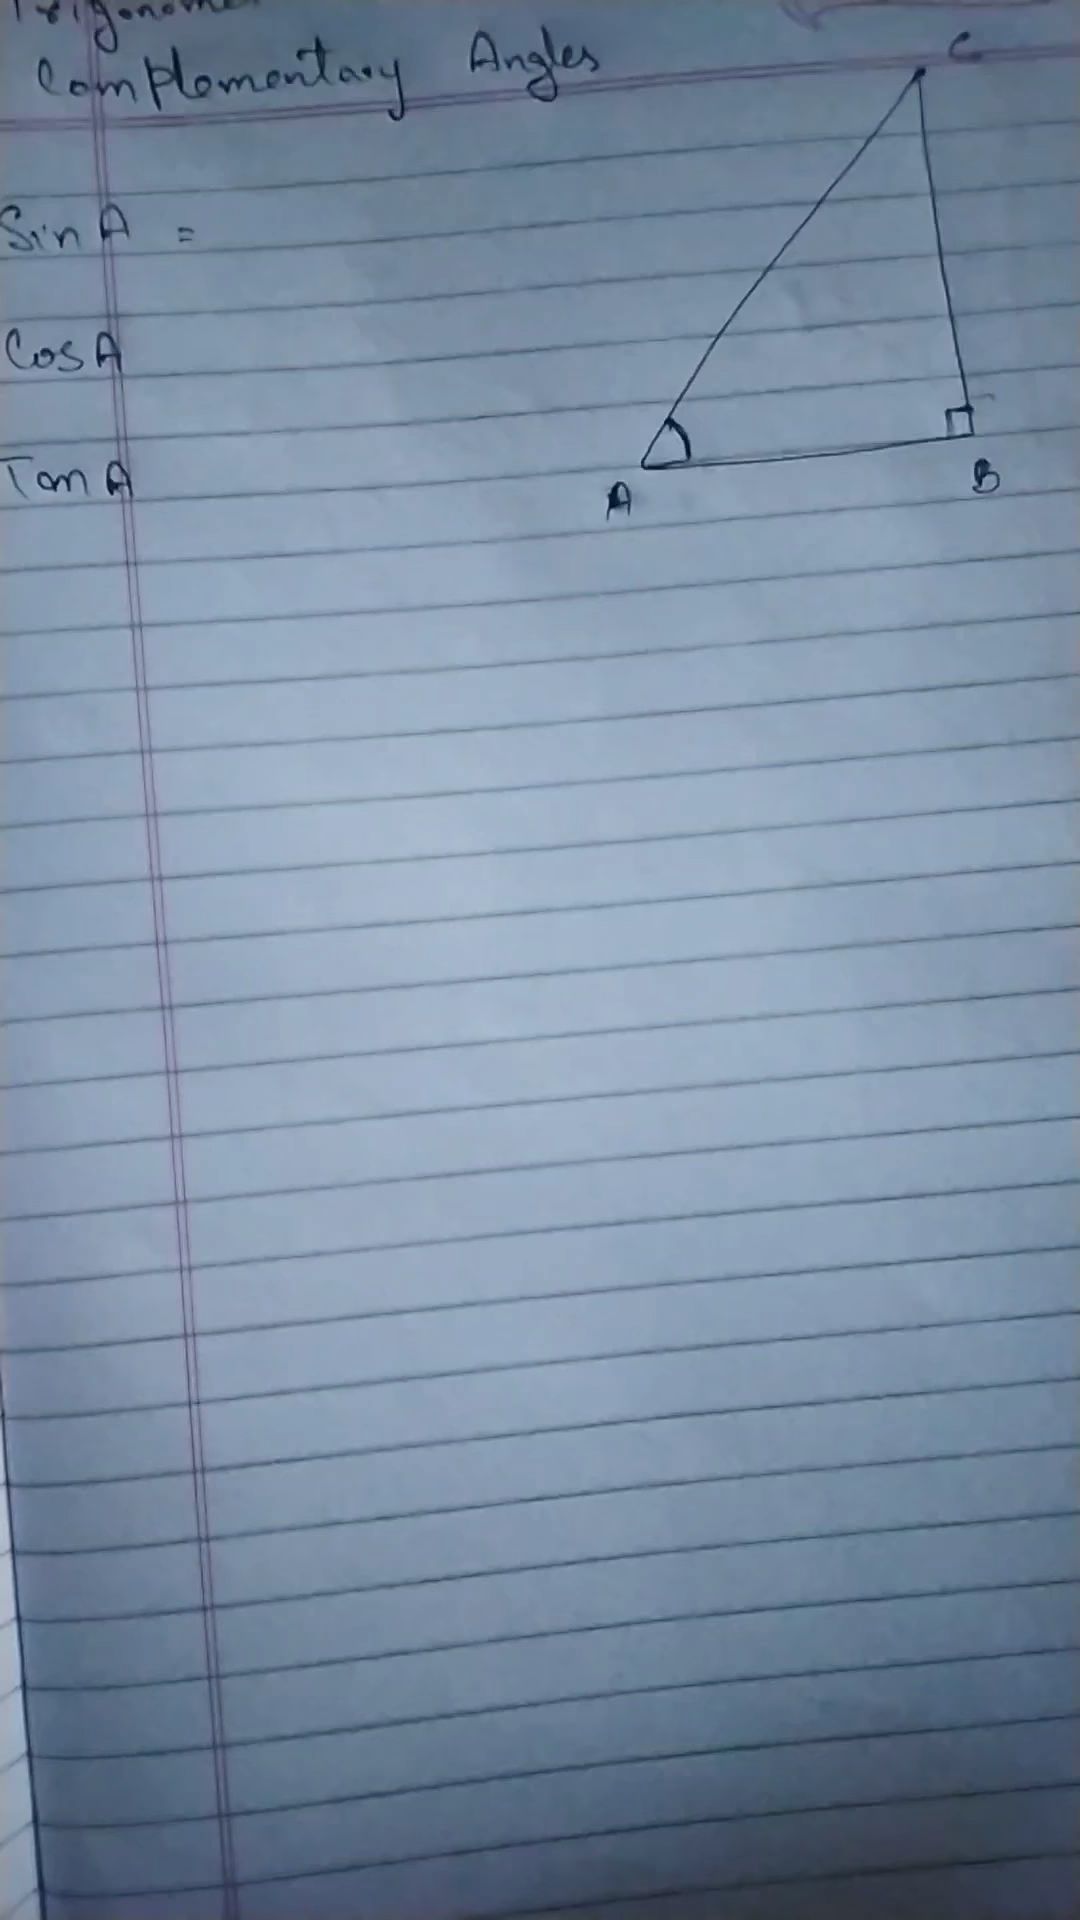 Complementary Angles
C
Sin A =
Cos A
Tan A
A
B